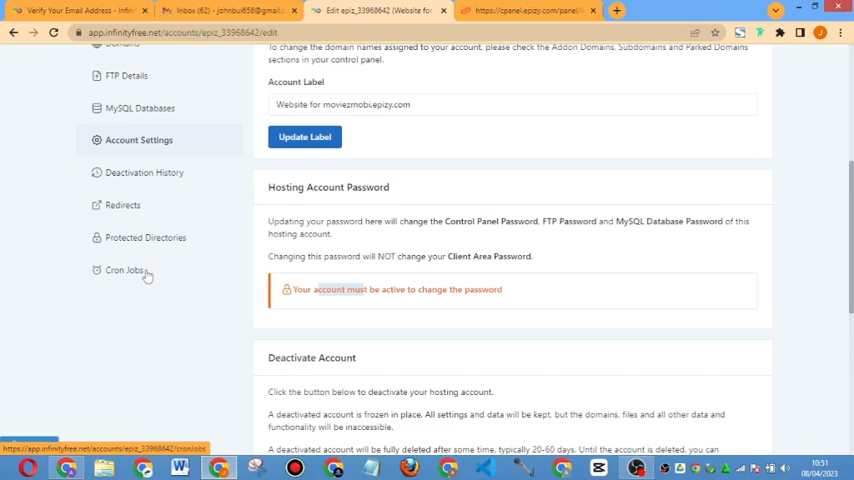 Verify Your Email Address - Infini
Inbox (62) - johnbui658@gmail.c
Edit epiz_33968642 (Website for
https://cpanel.epizy.com/panel/i
app.infinityfree.net/accounts/epiz_33968642/edit
Domains
FTP Details
MySQL Databases
Account Settings
Deactivation History
Redirects
Protected Directories
Cron Jobs
To change the domain names assigned to your account, please check the Addon Domains, Subdomains and Parked Domains
sections in your control panel.
Account Label
Website for moviezmobi.epizy.com
Update Label
Hosting Account Password
Updating your password here will change the Control Panel Password, FTP Password and MySQL Database Password of this
hosting account.
Changing this password will NOT change your Client Area Password.
Your account must be active to change the password
Deactivate Account
Click the button below to deactivate your hosting account.
A deactivated account is frozen in place. All settings and data will be kept, but the domains, files and all other data and
functionality will be inaccessible.
A deactivated account will be fully deleted after some time, typically 20-60 days. Until the account is deleted, you can
https://app.infinityfree.net/accounts/epiz_33968642/cronJobs
10:51
08/04/2023